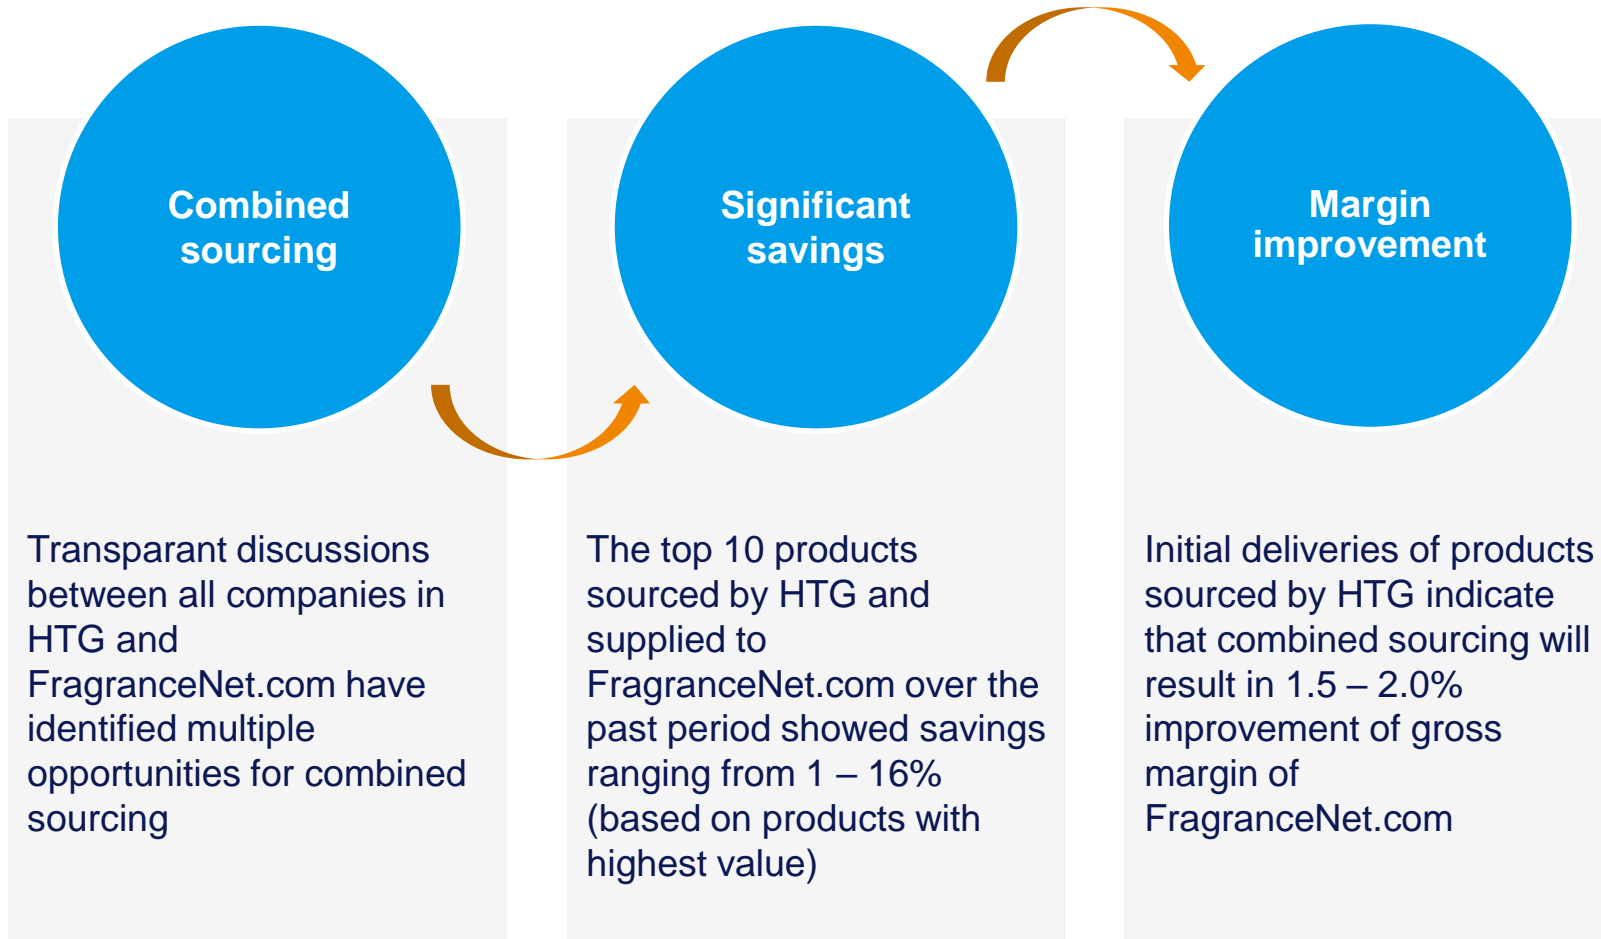 Combined
sourcing
Significant
savings
Margin
improvement
Transparant discussions
between all companies in
HTG and
FragranceNet.com have
identified multiple
opportunities for combined
sourcing
The top 10 products
sourced by HTG and
supplied to
FragranceNet.com over the
past period showed savings
ranging from 1 – 16%
(based on products with
highest value)
Initial deliveries of products
sourced by HTG indicate
that combined sourcing will
result in 1.5 – 2.0%
improvement of gross
margin of
FragranceNet.com